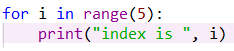 for i in range(5):
    print("index is ", i)